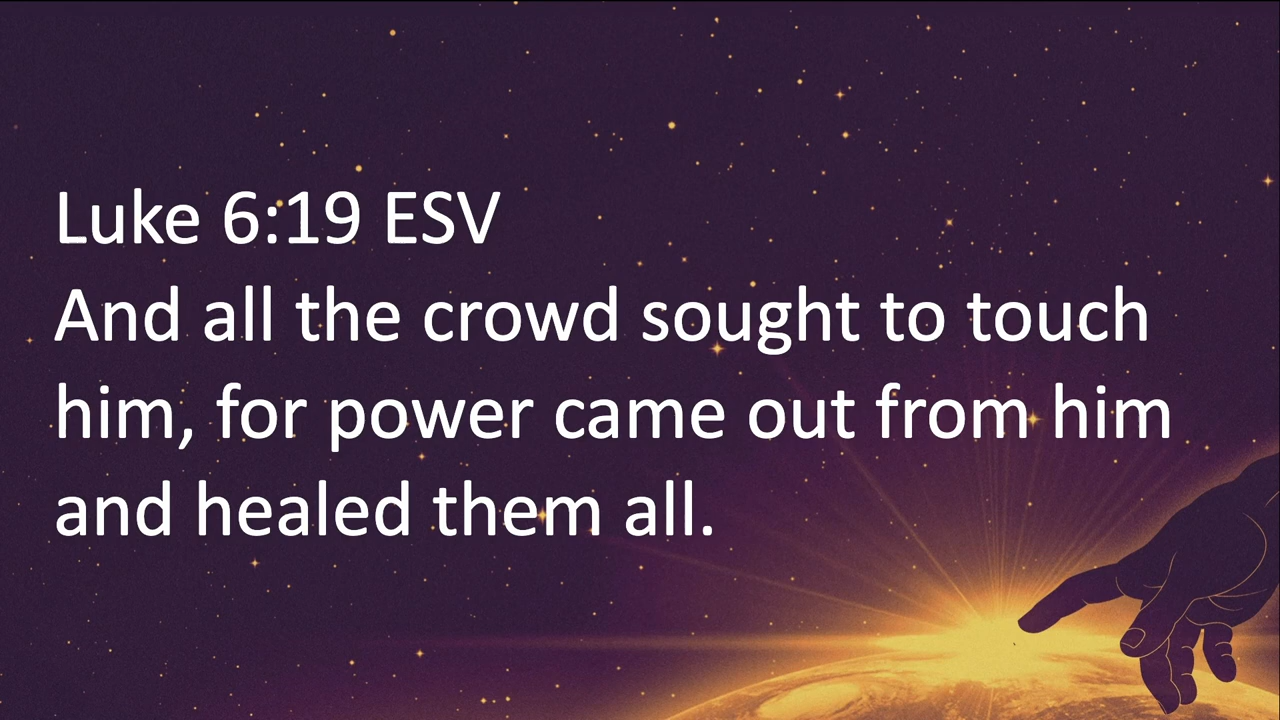 Luke 6:19 ESV
And all the crowd sought to touch
him, for power came out from him
and healed them all.